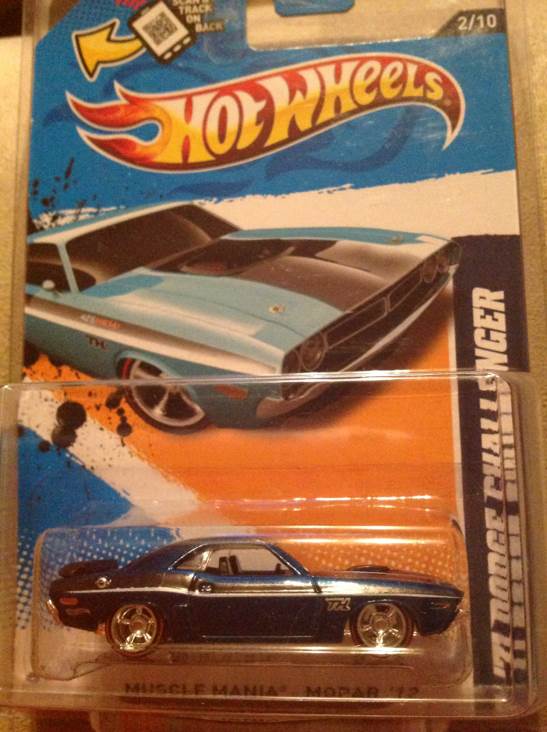 SCAN
TRACK
ON
BACK
2/10
HOT WHEELS
'71 DODGE CHALLENGER
MUSCLE MANIA - MOPAR '12